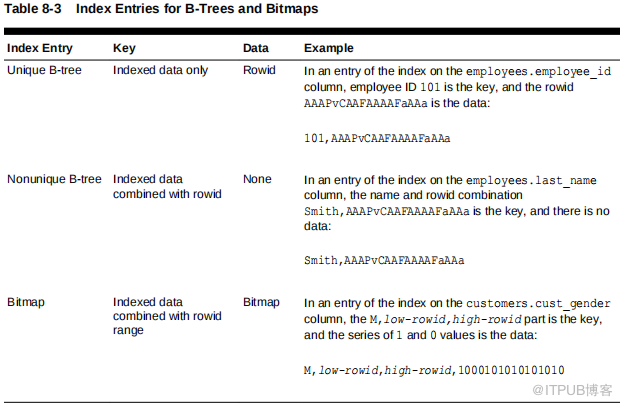 Table 8-3 Index Entries for B-Trees and Bitmaps
Index Entry Key Data Example
Unique B-tree Indexed data only Rowid In an entry of the index on the employees.employee_id
column, employee ID 101 is the key, and the rowid
AAAPvCAAFAAAAFaAAa is the data:
101,AAAPvCAAFAAAAFaAAa
Nonunique B-tree Indexed data None In an entry of the index on the employees.last_name
combined with rowid column, the name and rowid combination
Smith,AAAPvCAAFAAAAFaAAa is the key, and there is no
data:
Smith,AAAPvCAAFAAAAFaAAa
Bitmap Indexed data Bitmap In an entry of the index on the customers.cust_gender
combined with rowid column, the M,low-rowid,high-rowid part is the key,
range and the series of 1 and 0 values is the data:
M,low-rowid,high-rowid,1000101010101010
@ITPUB博客